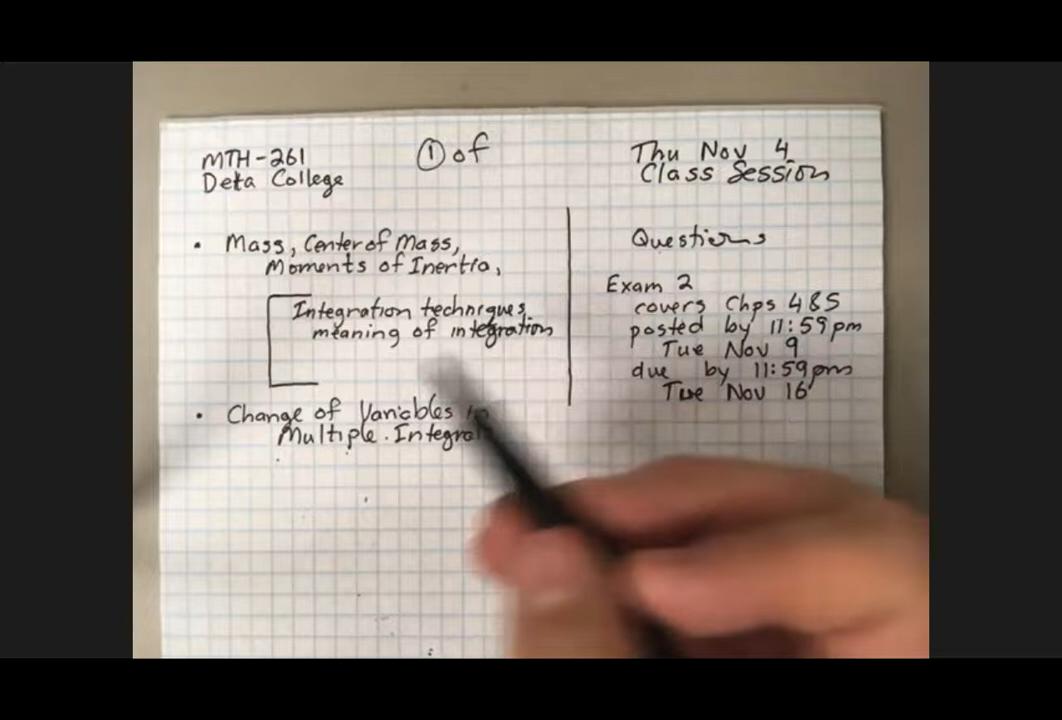 MTH-261
Deta College
① of
Thu Nov 4
Class Session
• Mass, Center of Mass,
Moments of Inertia,
Integration techniques,
meaning of integration
• Change of Variables in
Multiple Integral
Questions
Exam 2
covers Chps 4&5
posted by 11:59pm
Tue Nov 9
due by 11:59pm
Tue Nov 16